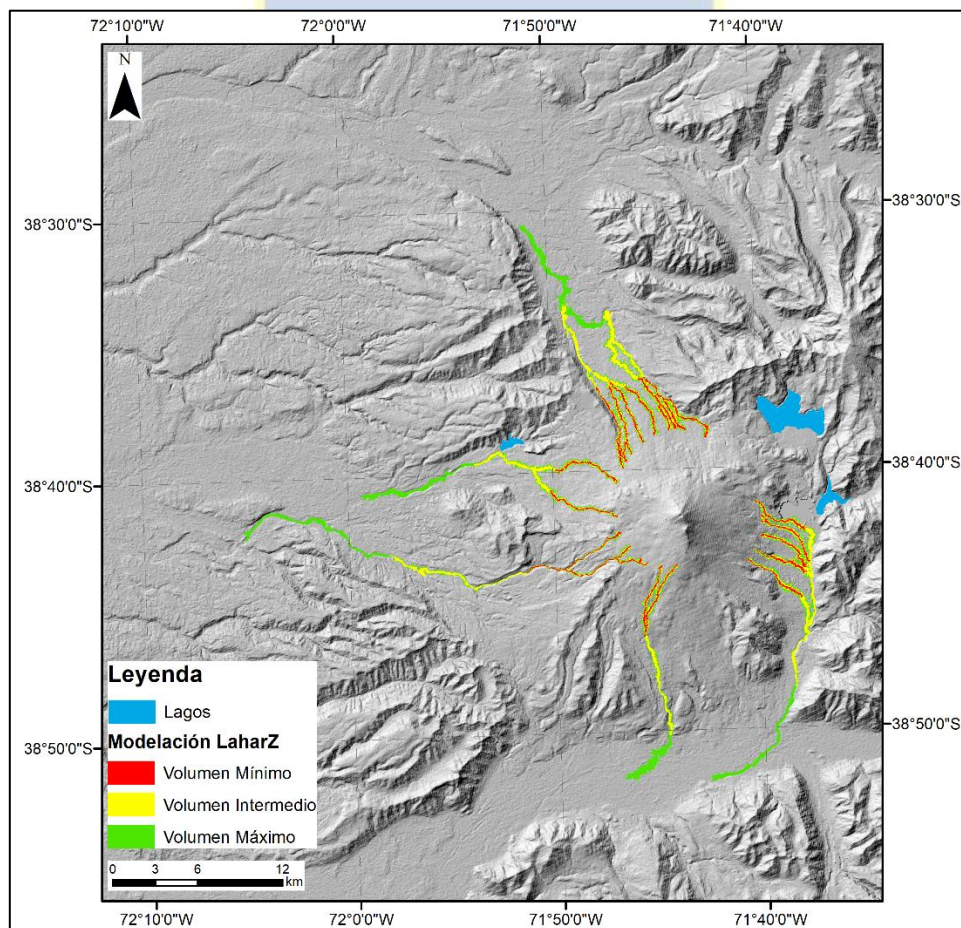 72°10'0"W 72°0'0"W 71°50'0"W 71°40'0"W
N
38°30'0"S 38°30'0"S
38°40'0"S 38°40'0"S
38°50'0"S 38°50'0"S
Leyenda
Lagos
Modelación LaharZ
Volumen Mínimo
Volumen Intermedio
Volumen Máximo
0 3 6 12
km
72°10'0"W 72°0'0"W 71°50'0"W 71°40'0"W